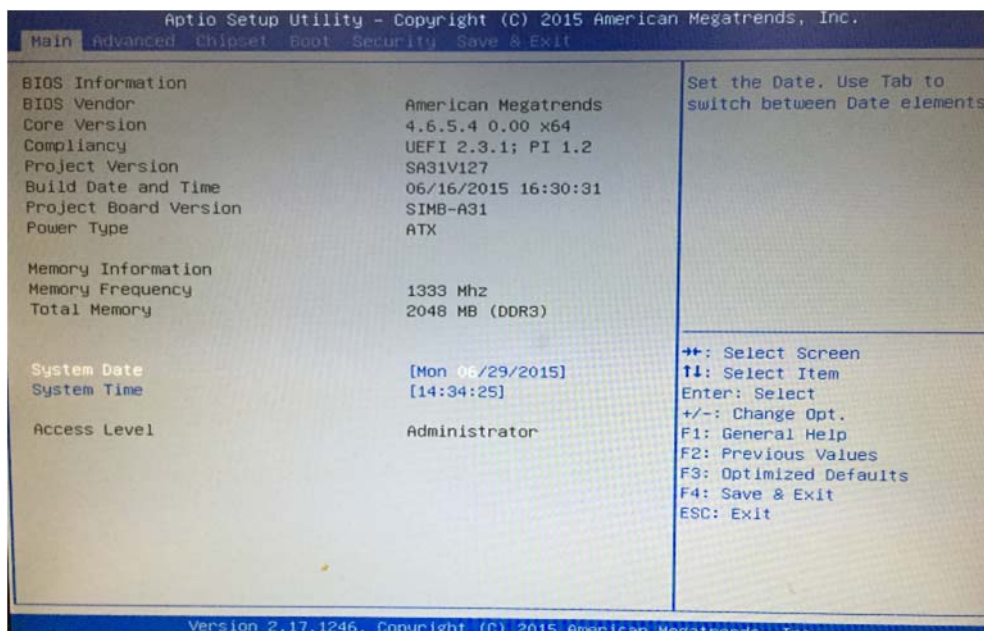 Aptio Setup Utility – Copyright (C) 2015 American Megatrends, Inc.
Main Advanced Chipset Boot Security Save & Exit
BIOS Information
BIOS Vendor American Megatrends
Core Version 4.6.5.4 0.00 x64
Compliancy UEFI 2.3.1; PI 1.2
Project Version SA31V127
Build Date and Time 06/16/2015 16:30:31
Project Board Version SIMB-A31
Power Type ATX
Memory Information
Memory Frequency 1333 Mhz
Total Memory 2048 MB (DDR3)
System Date [Mon 06/29/2015]
System Time [14:34:25]
Access Level Administrator
Set the Date. Use Tab to
switch between Date elements
→←: Select Screen
↑↓: Select Item
Enter: Select
+/-: Change Opt.
F1: General Help
F2: Previous Values
F3: Optimized Defaults
F4: Save & Exit
ESC: Exit
Version 2.17.1246. Copyright (C) 2015 American Megatrends,